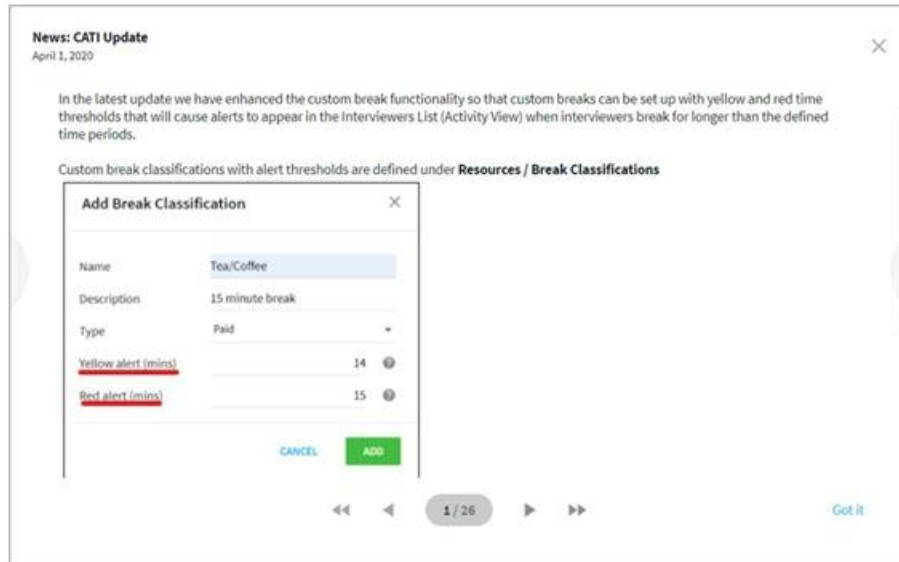 News: CATI Update
April 1, 2020
In the latest update we have enhanced the custom break functionality so that custom breaks can be set up with yellow and red time
thresholds that will cause alerts to appear in the Interviewers List (Activity View) when interviewers break for longer than the defined
time periods.
Custom break classifications with alert thresholds are defined under Resources / Break Classifications
Add Break Classification
Name Tea/Coffee
Description 15 minute break
Type Paid
Yellow alert (mins) 14
Red alert (mins) 15
CANCEL ADD
1 / 26
Got it